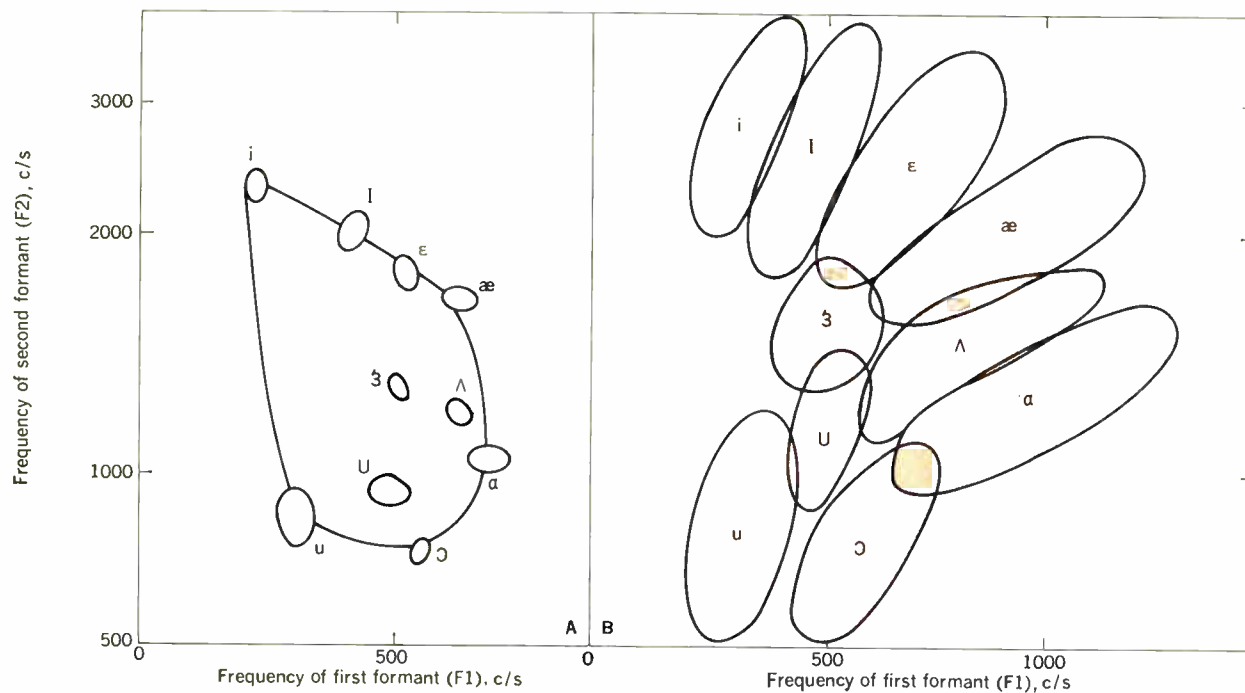 Frequency of second formant (F2), c/s
3000
2000
1000
500
i
I
ɛ
æ
ɝ
ʌ
U
ɑ
u
ɔ
A
0
500
Frequency of first formant (F1), c/s
B
i
I
ɛ
æ
ɝ
ʌ
ɑ
U
u
ɔ
0
500
1000
Frequency of first formant (F1), c/s